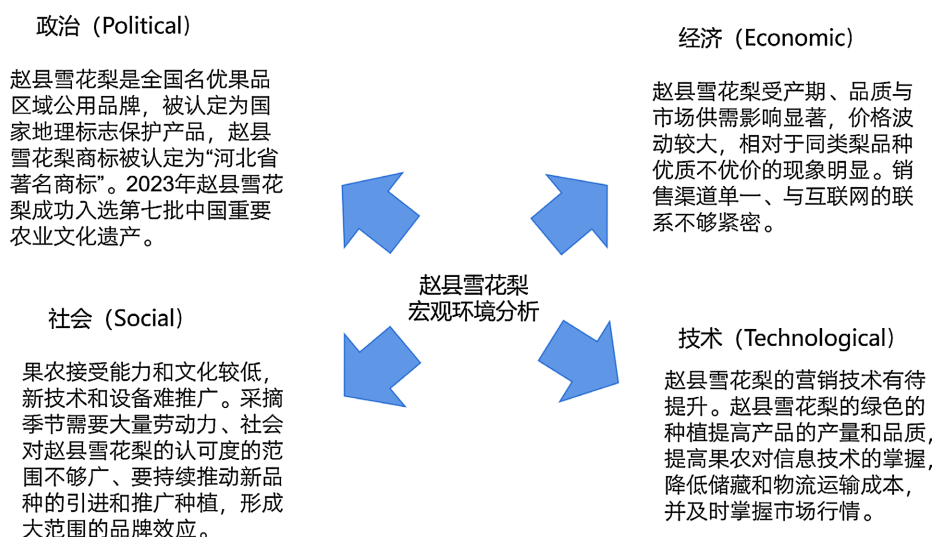 政治（Political）
赵县雪花梨是全国名优果品
区域公用品牌，被认定为国
家地理标志保护产品，赵县
雪花梨商标被认定为“河北省
著名商标”。2023年赵县雪花
梨成功入选第七批中国重要
农业文化遗产。
经济（Economic）
赵县雪花梨受产期、品质与
市场供需影响显著，价格波
动较大，相对于同类梨品种
优质不优价的现象明显。销
售渠道单一、与互联网的联
系不够紧密。
赵县雪花梨
宏观环境分析
社会（Social）
果农接受能力和文化较低，
新技术和设备难推广。采摘
季节需要大量劳动力、社会
对赵县雪花梨的认可度的范
围不够广、要持续推动新品
种的引进和推广种植，形成
大范围的品牌效应。
技术（Technological）
赵县雪花梨的营销技术有待
提升。赵县雪花梨的绿色的
种植提高产品的产量和品质，
提高果农对信息技术的掌握，
降低储藏和物流运输成本，
并及时掌握市场行情。